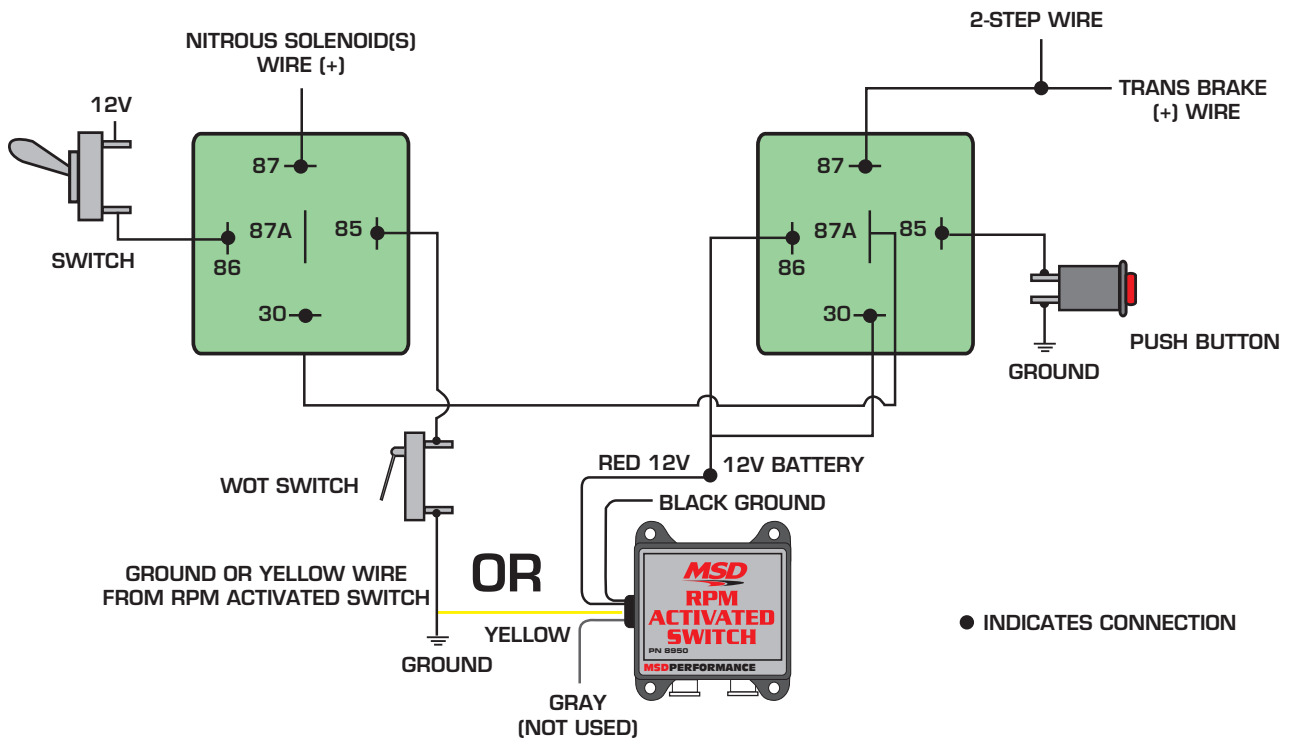 NITROUS SOLENOID(S)
WIRE (+)
2-STEP WIRE
TRANS BRAKE
(+) WIRE
12V
SWITCH
87
87A
85
86
30
87
87A
85
86
30
GROUND
PUSH BUTTON
WOT SWITCH
RED 12V
12V BATTERY
BLACK GROUND
GROUND OR YELLOW WIRE
FROM RPM ACTIVATED SWITCH
OR
YELLOW
GROUND
GRAY
(NOT USED)
MSD
RPM
ACTIVATED
SWITCH
PN 8950
MSDPERFORMANCE
INDICATES CONNECTION